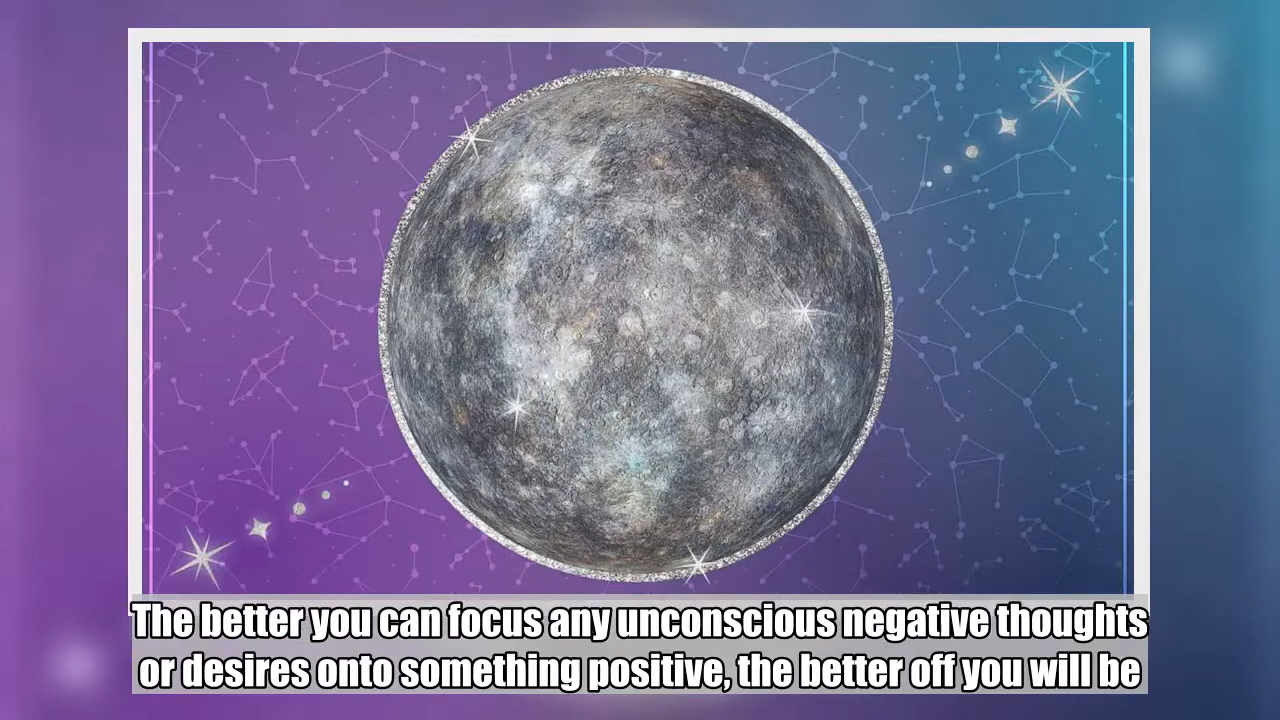 The better you can focus any unconscious negative thoughts
or desires onto something positive, the better off you will be